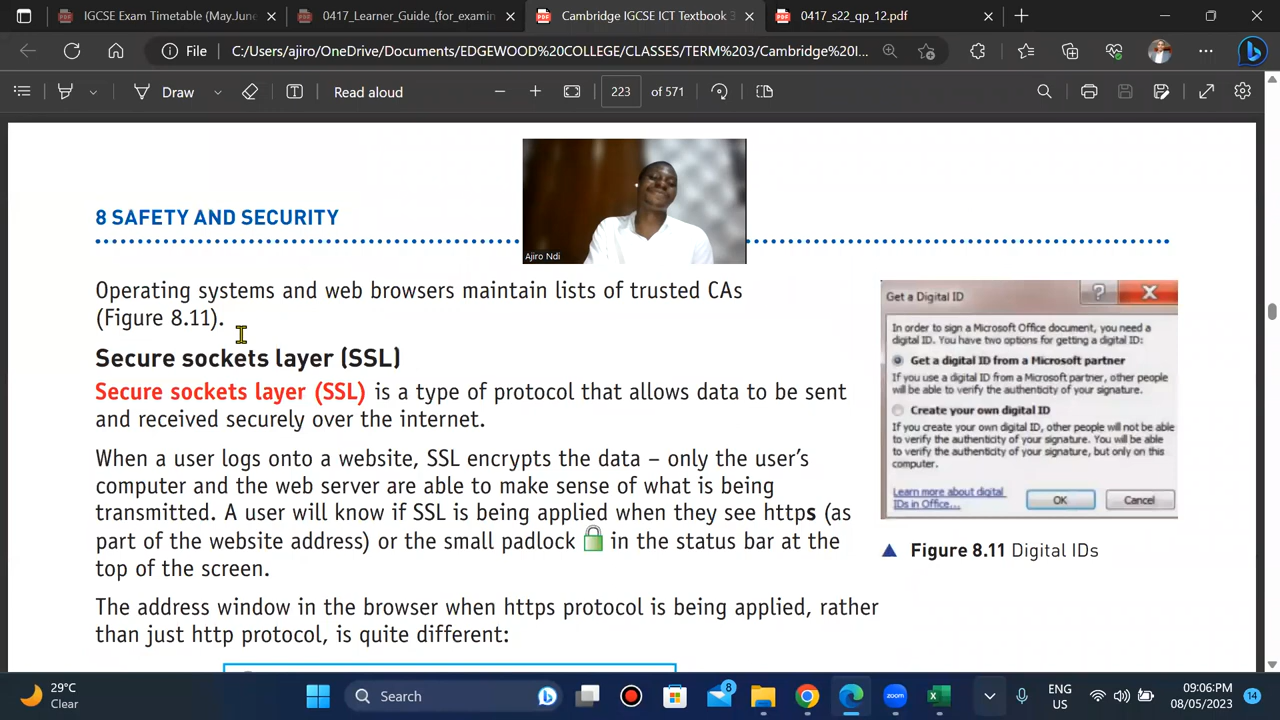 IGCSE Exam Timetable (May.June
0417_Learner_Guide_(for_examin
Cambridge IGCSE ICT Textbook 3
0417_s22_qp_12.pdf
File
C:/Users/ajiro/OneDrive/Documents/EDGEWOOD%20COLLEGE/CLASSES/TERM%203/Cambridge%20I...
Draw
Read aloud
223
of 571
8 SAFETY AND SECURITY
Ajiro Ndi
Operating systems and web browsers maintain lists of trusted CAs
(Figure 8.11).
Secure sockets layer (SSL)
Secure sockets layer (SSL) is a type of protocol that allows data to be sent
and received securely over the internet.
When a user logs onto a website, SSL encrypts the data – only the user's
computer and the web server are able to make sense of what is being
transmitted. A user will know if SSL is being applied when they see https (as
part of the website address) or the small padlock in the status bar at the
top of the screen.
The address window in the browser when https protocol is being applied, rather
than just http protocol, is quite different:
Get a Digital ID
In order to sign a Microsoft Office document, you need a
digital ID. You have two options for getting a digital ID:
Get a digital ID from a Microsoft partner
If you use a digital ID from a Microsoft partner, other people
will be able to verify the authenticity of your signature.
Create your own digital ID
If you create your own digital ID, other people will not be able
to verify the authenticity of your signature. You will be able
to verify the authenticity of your signature, but only on this
computer.
Learn more about digital
IDs in Office...
OK
Cancel
Figure 8.11 Digital IDs
29°C
Clear
Search
8
ENG
UK
09:06PM
08/05/2023
14